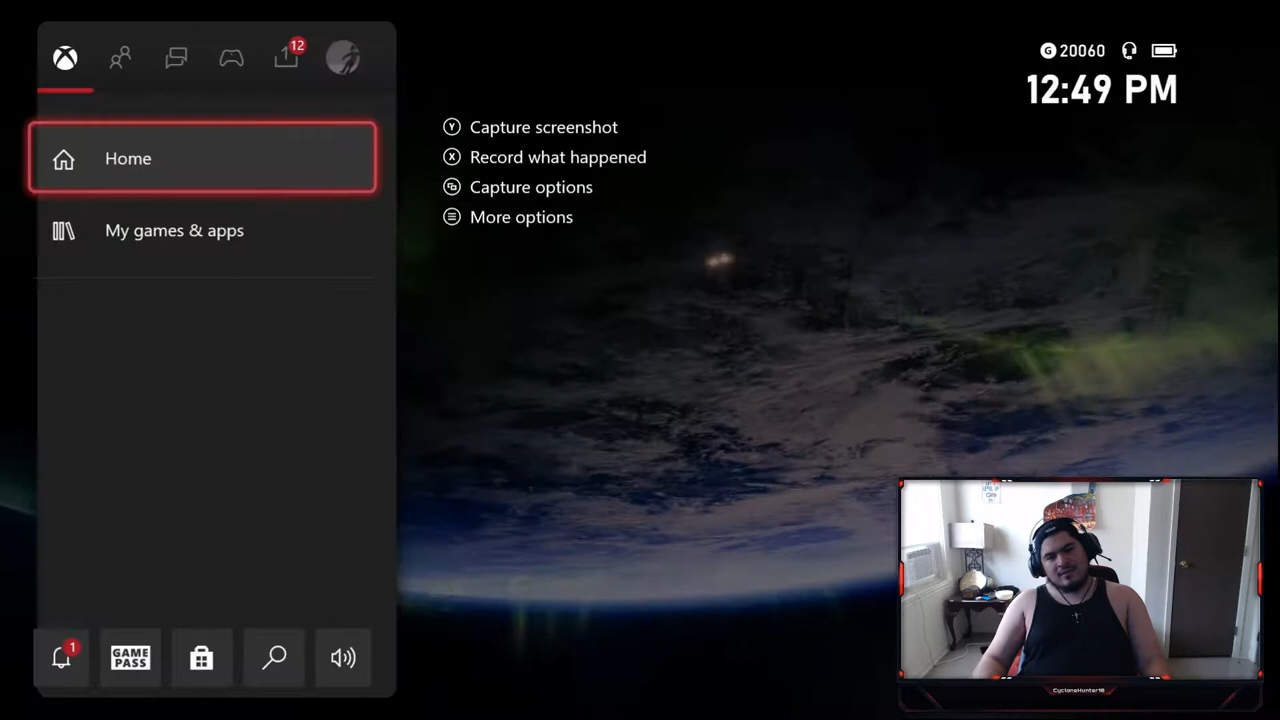 12
G 20060
12:49 PM
Y Capture screenshot
X Record what happened
Capture options
More options
Home
My games & apps
1
GAME
PASS
CycloneHunter18